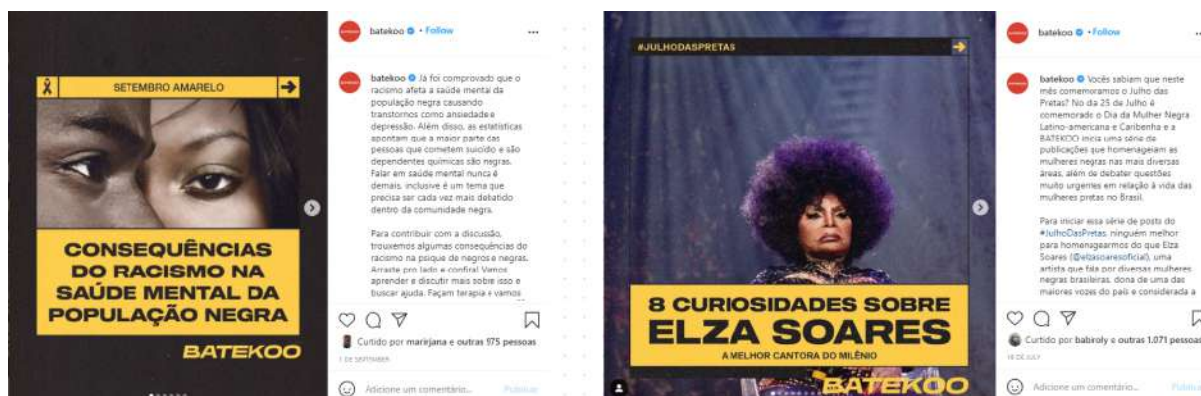 SETEMBRO AMARELO
CONSEQUÊNCIAS
DO RACISMO NA
SAÚDE MENTAL DA
POPULAÇÃO NEGRA
BATEKOO
batekoo • Follow
batekoo Já foi comprovado que o
racismo afeta a saúde mental da
população negra causando
transtornos como ansiedade e
depressão. Além disso, as estatísticas
apontam que a maior parte das
pessoas que cometem suicídio e são
dependentes químicas são negras.
Falar em saúde mental nunca é
demais, inclusive é um tema que
precisa ser cada vez mais debatido
dentro da comunidade negra.
Para contribuir com a discussão,
trouxemos algumas consequências do
racismo na psique de negros e negras.
Arraste pro lado e confira! Vamos
aprender e discutir mais sobre isso e
buscar ajuda. Façam terapia e vamos
Curtido por marirjana e outras 975 pessoas
1 DE SEPTEMBER
Adicione um comentário... Publicar
#JULHODASPRETAS
8 CURIOSIDADES SOBRE
ELZA SOARES
A MELHOR CANTORA DO MILÊNIO
BATEKOO
batekoo • Follow
batekoo Vocês sabiam que neste
mês comemoramos o Julho das
Pretas? No dia 25 de Julho é
comemorado o Dia da Mulher Negra
Latino-americana e Caribenha e a
BATEKOO inicia uma série de
publicações que homenageiam as
mulheres negras nas mais diversas
áreas, além de debater questões
muito urgentes em relação à vida das
mulheres pretas no Brasil.
Para iniciar essa série de posts do
#JulhoDasPretas, ninguém melhor
para homenagearmos do que Elza
Soares (@elzasoaresoficial), uma
artista que fala por diversas mulheres
negras brasileiras, dona de uma das
maiores vozes do país e considerada a
Curtido por babiroly e outras 1.071 pessoas
DE JULY
Adicione um comentário... Publicar